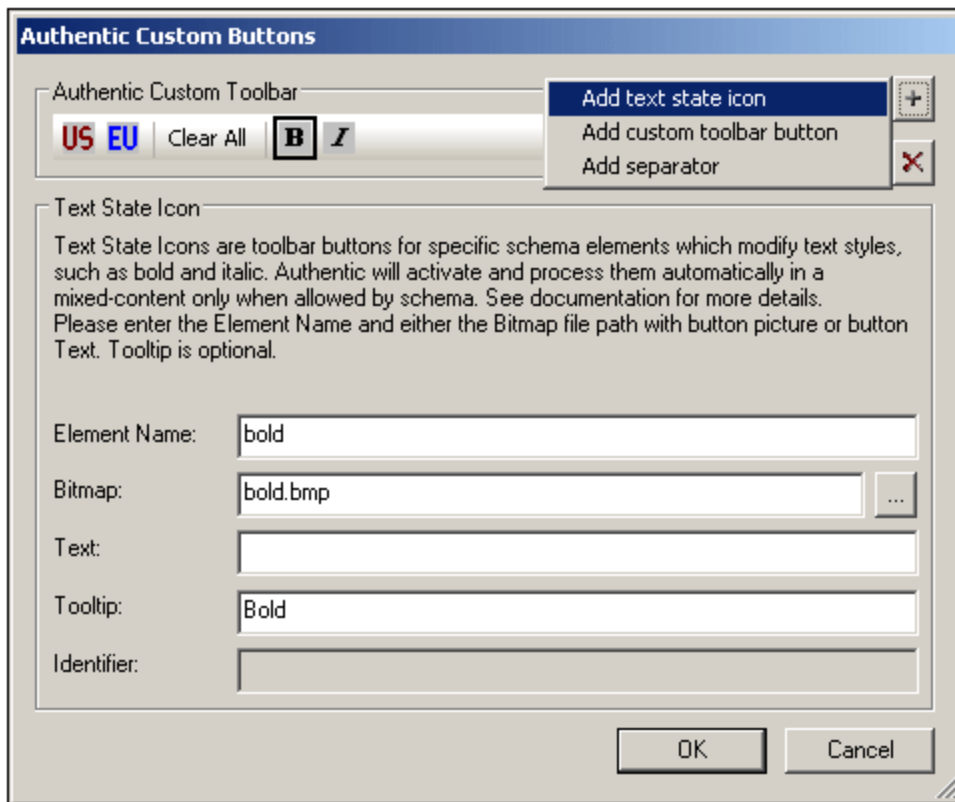 Authentic Custom Buttons
Authentic Custom Toolbar
Add text state icon
US EU Clear All B I
Add custom toolbar button
Add separator
Text State Icon
Text State Icons are toolbar buttons for specific schema elements which modify text styles,
such as bold and italic. Authentic will activate and process them automatically in a
mixed-content only when allowed by schema. See documentation for more details.
Please enter the Element Name and either the Bitmap file path with button picture or button
Text. Tooltip is optional.
Element Name: bold
Bitmap: bold.bmp ...
Text:
Tooltip: Bold
Identifier:
OK Cancel